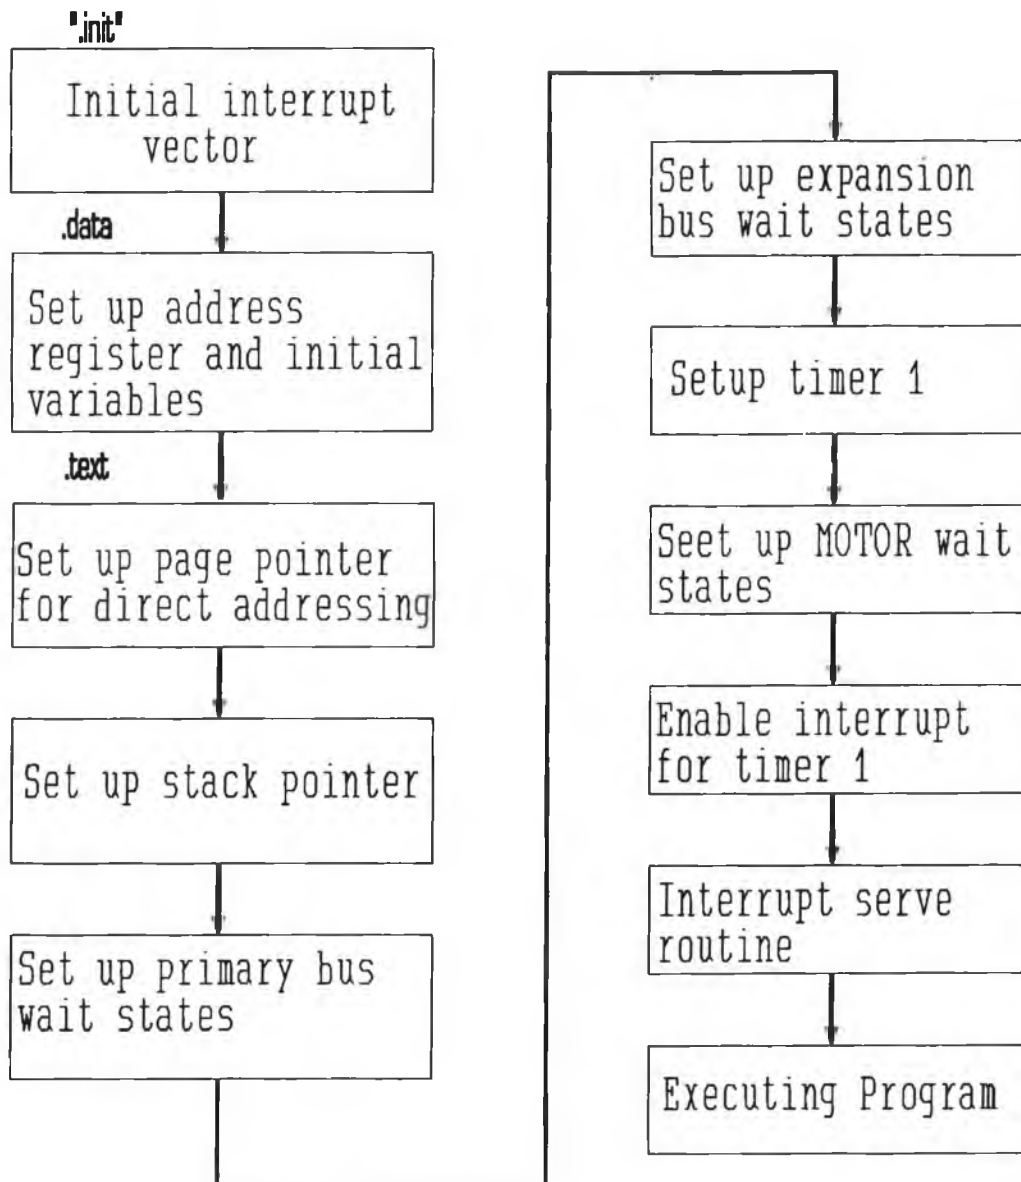 ".init"
Initial interrupt
vector
.data
Set up address
register and initial
variables
.text
Set up page pointer
for direct addressing
Set up stack pointer
Set up primary bus
wait states
Set up expansion
bus wait states
Setup timer 1
Seet up MOTOR wait
states
Enable interrupt
for timer 1
Interrupt serve
routine
Executing Program